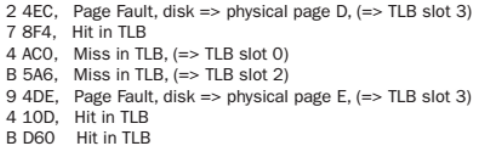 2 4EC, Page Fault, disk => physical page D, (=> TLB slot 3)
7 8F4, Hit in TLB
4 AC0, Miss in TLB, (=> TLB slot 0)
B 5A6, Miss in TLB, (=> TLB slot 2)
9 4DE, Page Fault, disk => physical page E, (=> TLB slot 3)
4 10D, Hit in TLB
B D60 Hit in TLB